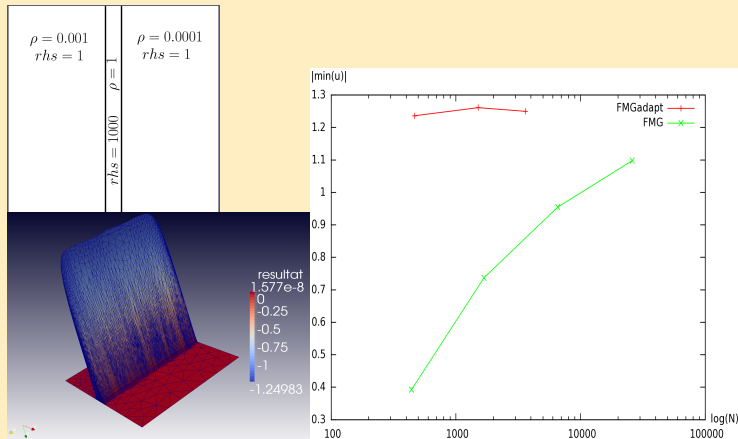 ρ = 0.001
rhs = 1
rhs = 1000 ρ = 1
ρ = 0.0001
rhs = 1
resultat
1.577e-8
0
-0.25
-0.5
-0.75
-1
-1.24983
|min(u)|
1.3
1.2
1.1
1
0.9
0.8
0.7
0.6
0.5
0.4
0.3
FMGadapt
FMG
100
1000
10000
100000
log(N)